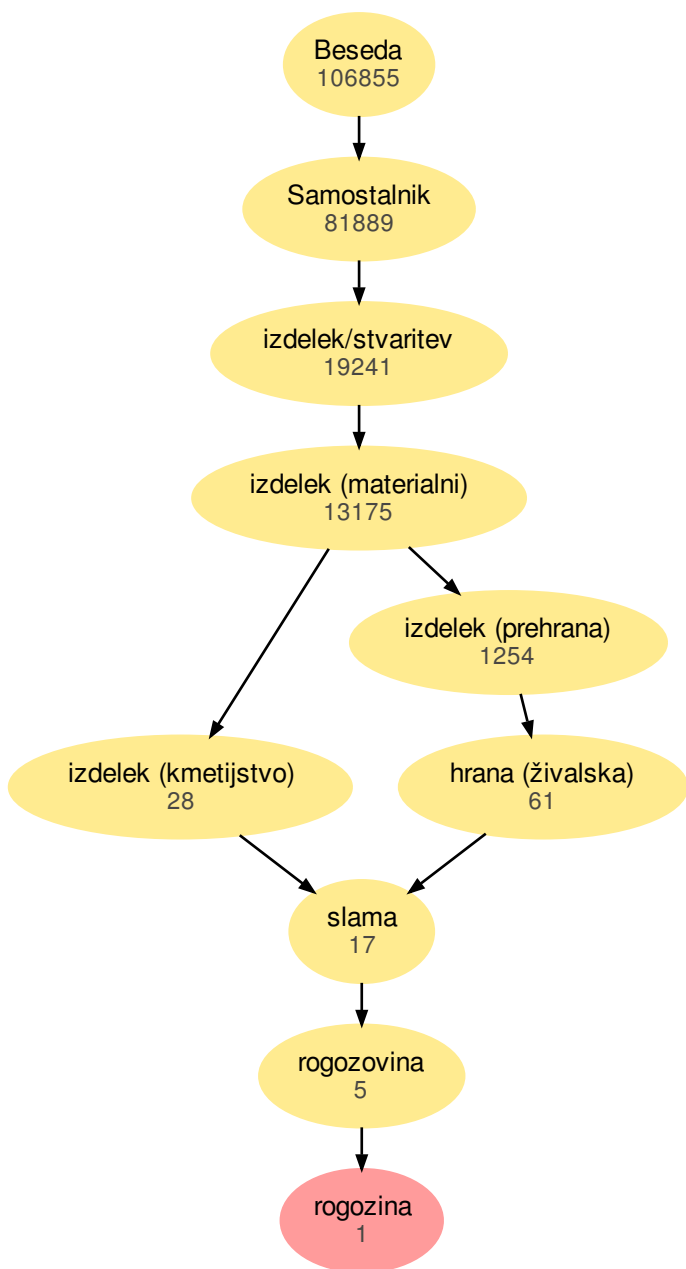 Beseda
106855
Samostalnik
81889
izdelek/stvaritev
19241
izdelek (materialni)
13175
izdelek (prehrana)
1254
izdelek (kmetijstvo)
28
hrana (živalska)
61
slama
17
rogozovina
5
rogozina
1